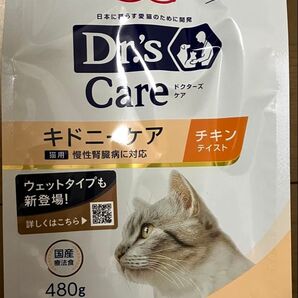 日本に暮らす愛猫のために開発
Dr.'s
Care
ドクターズ
ケア
キドニーケア
猫用 慢性腎臓病に対応
チキン
テイスト
ウェットタイプも
新登場!
詳しくはこちら
国産
療法食
480g